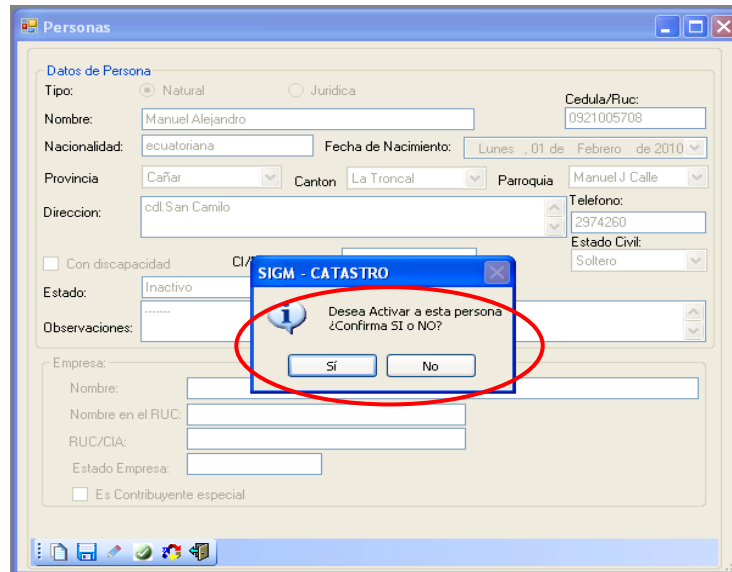 Personas
Datos de Persona
Tipo: Natural Juridica
Cedula/Ruc:
Nombre: Manuel Alejandro 0921005708
Nacionalidad: ecuatoriana Fecha de Nacimiento: Lunes , 01 de Febrero de 2010
Provincia Cañar Canton La Troncal Parroquia Manuel J Calle
Direccion: cdl.San Camilo Telefono:
2974260
Estado Civil:
Con discapacidad CI/ Soltero
SIGM - CATASTRO
Estado: Inactivo
Desea Activar a esta persona
¿Confirma SI o NO?
Observaciones: -------
Sí No
Empresa:
Nombre:
Nombre en el RUC:
RUC/CIA:
Estado Empresa:
Es Contribuyente especial